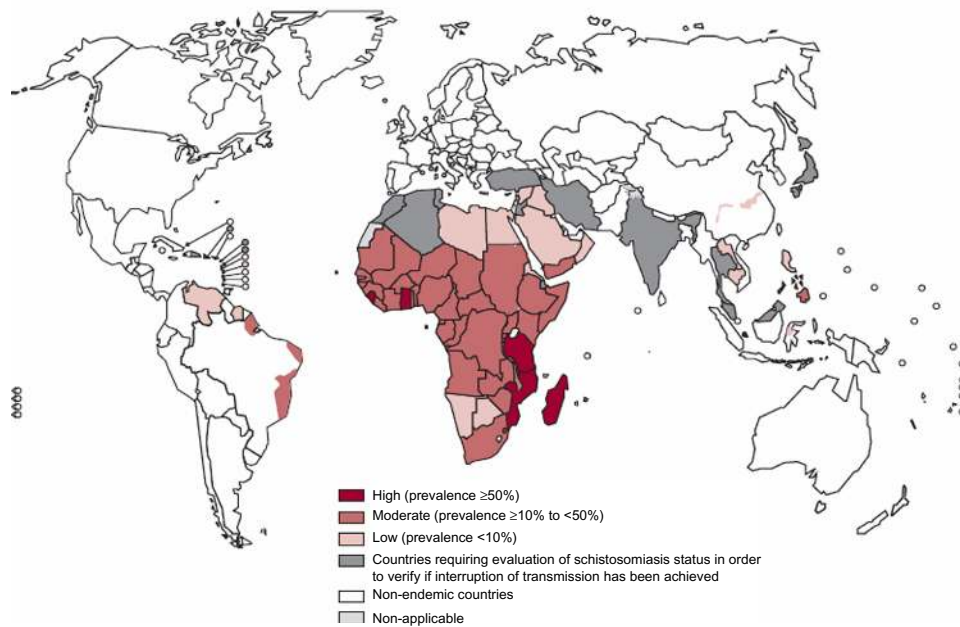 High (prevalence ≥50%)
Moderate (prevalence ≥10% to <50%)
Low (prevalence <10%)
Countries requiring evaluation of schistosomiasis status in order
to verify if interruption of transmission has been achieved
Non-endemic countries
Non-applicable